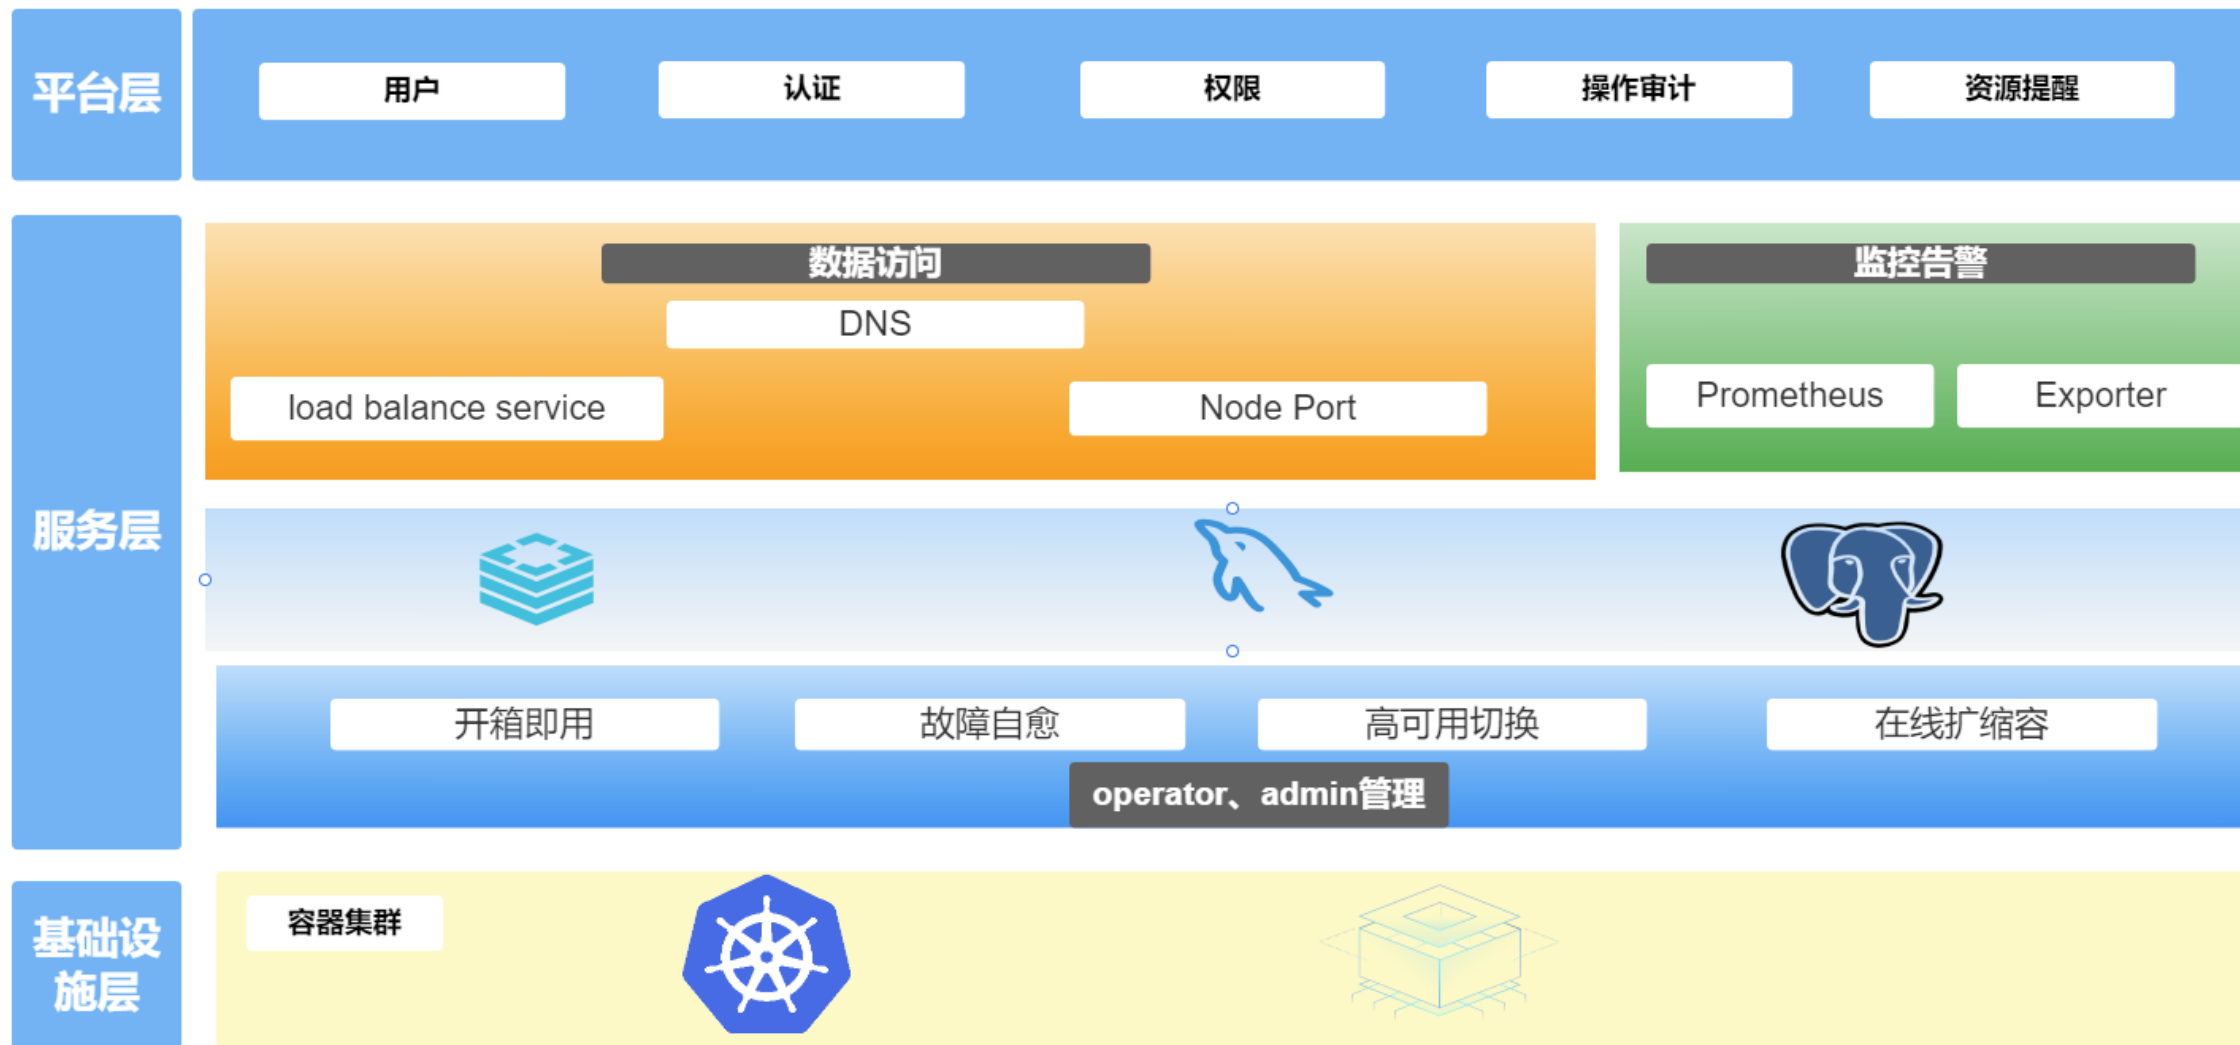 平台层
用户
认证
权限
操作审计
资源提醒
服务层
数据访问
DNS
load balance service
Node Port
监控告警
Prometheus
Exporter
开箱即用
故障自愈
高可用切换
在线扩缩容
operator、admin管理
基础设
施层
容器集群